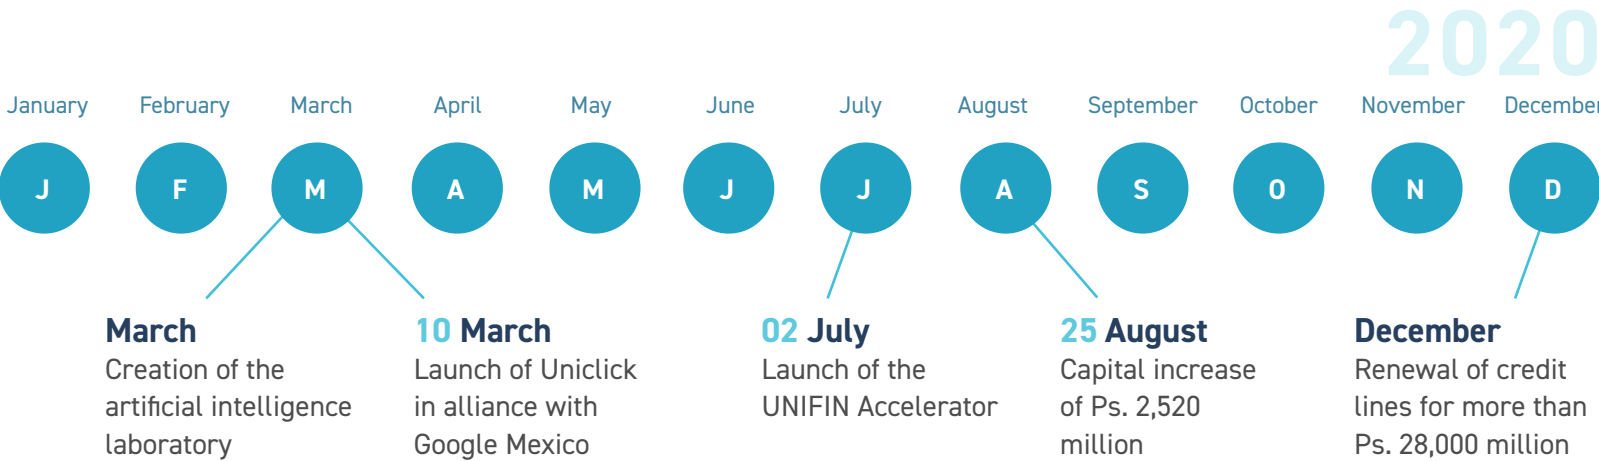 2020
January February March April May June July August September October November December
J F M A M J J A S O N D
March
Creation of the
artificial intelligence
laboratory
10 March
Launch of Uniclick
in alliance with
Google Mexico
02 July
Launch of the
UNIFIN Accelerator
25 August
Capital increase
of Ps. 2,520
million
December
Renewal of credit
lines for more than
Ps. 28,000 million